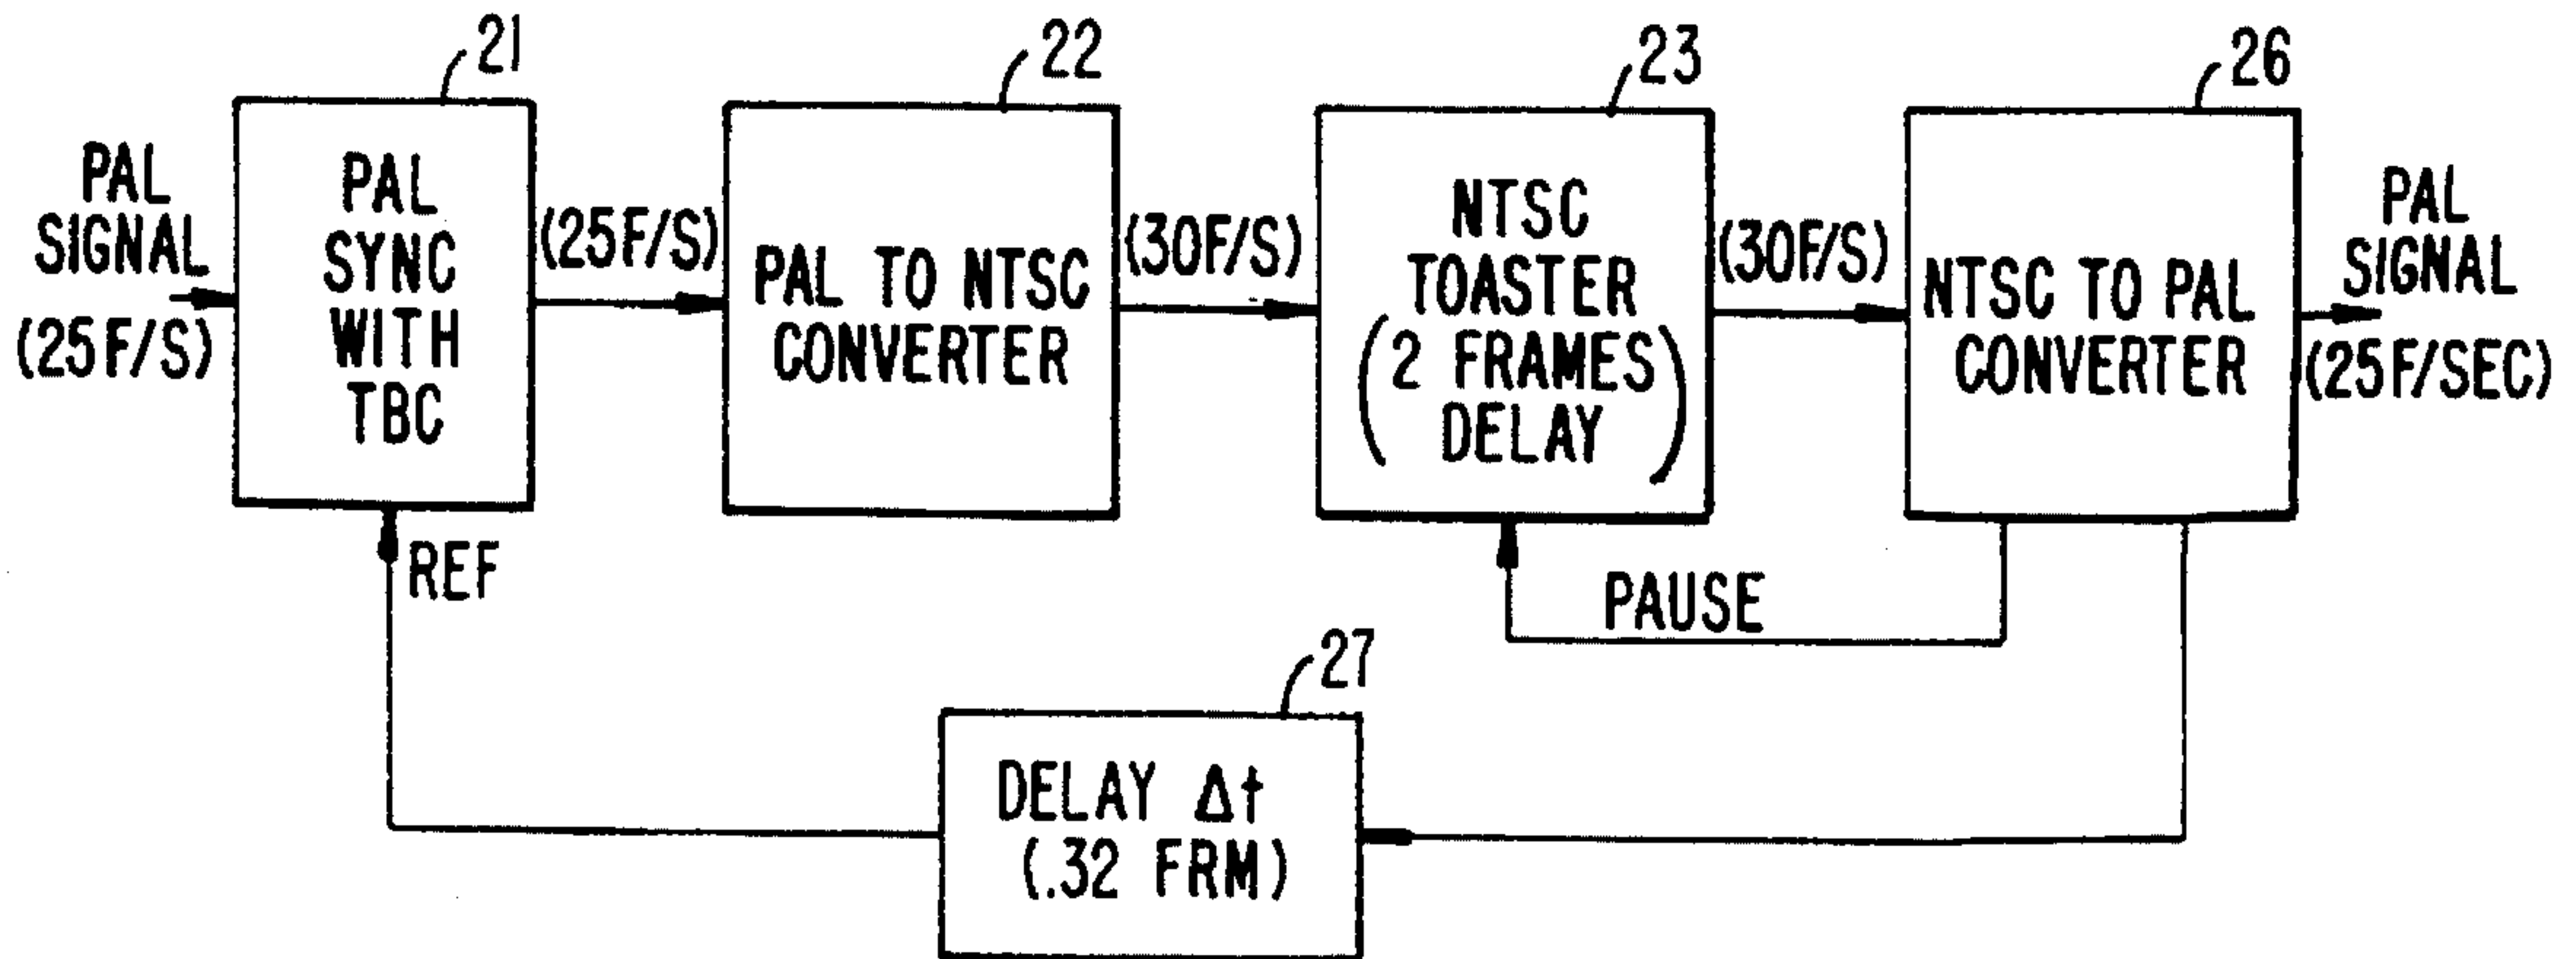 21
22
23
26
PAL
SIGNAL
(25F/S)
PAL
SYNC
WITH
TBC
(25F/S)
PAL TO NTSC
CONVERTER
(30F/S)
NTSC
TOASTER
(2 FRAMES
DELAY)
(30F/S)
NTSC TO PAL
CONVERTER
PAL
SIGNAL
(25F/SEC)
REF
PAUSE
27
DELAY Δt
(.32 FRM)